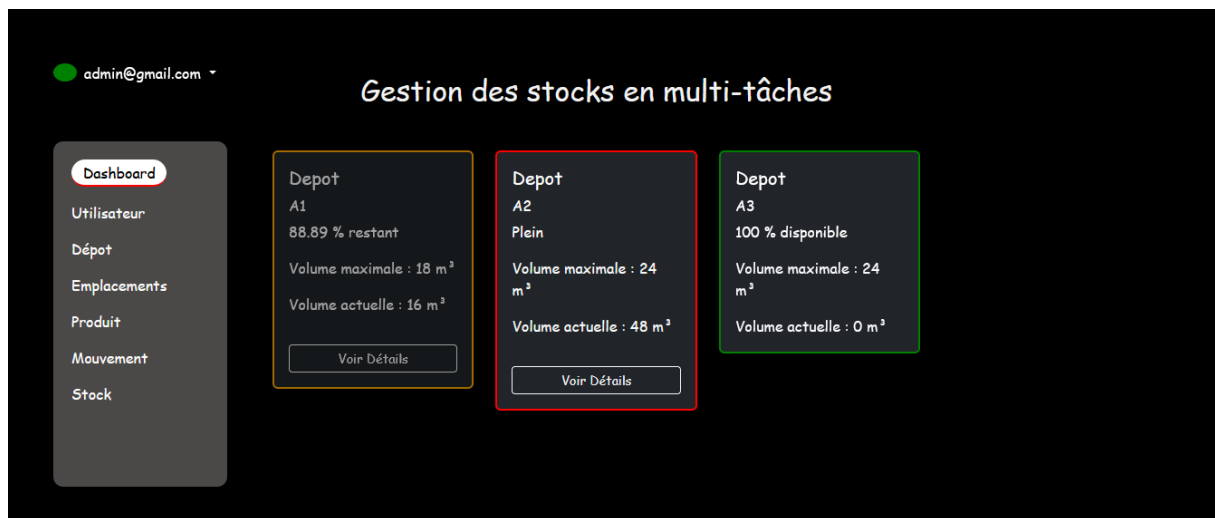 admin@gmail.com
Gestion des stocks en multi-tâches
Dashboard
Utilisateur
Dépot
Emplacements
Produit
Mouvement
Stock
Depot
A1
88.89 % restant
Volume maximale : 18 m³
Volume actuelle : 16 m³
Voir Détails
Depot
A2
Plein
Volume maximale : 24
m³
Volume actuelle : 48 m³
Voir Détails
Depot
A3
100 % disponible
Volume maximale : 24
m³
Volume actuelle : 0 m³